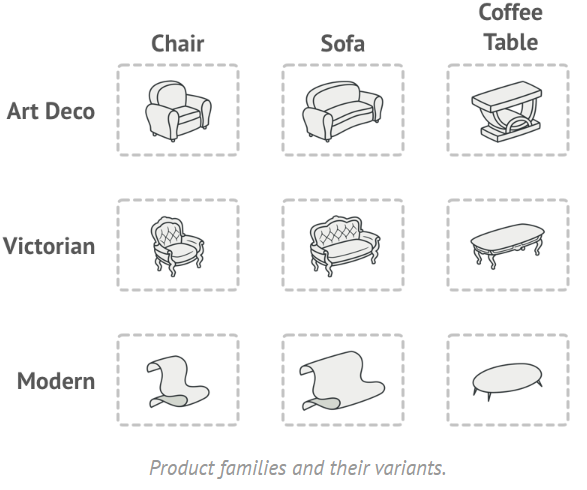 Chair
Sofa
Coffee
Table
Art Deco
Victorian
Modern
Product families and their variants.